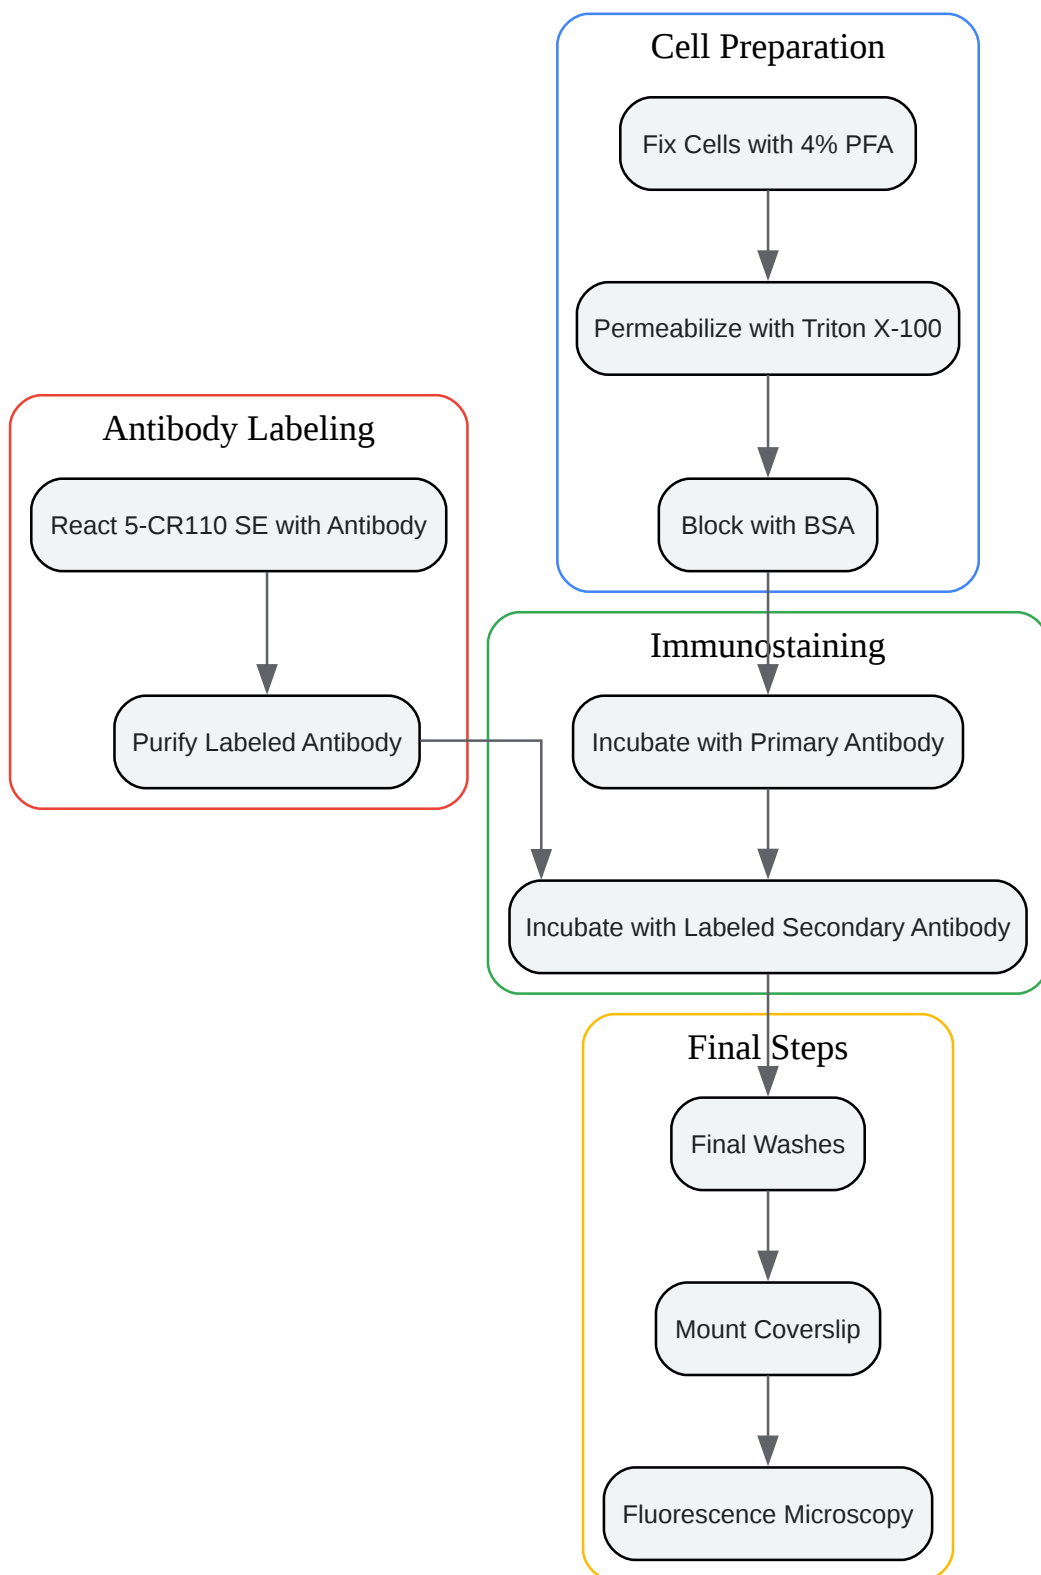 Cell Preparation
Fix Cells with 4% PFA
Permeabilize with Triton X-100
Block with BSA
Antibody Labeling
React 5-CR110 SE with Antibody
Purify Labeled Antibody
Immunostaining
Incubate with Primary Antibody
Incubate with Labeled Secondary Antibody
Final Steps
Final Washes
Mount Coverslip
Fluorescence Microscopy